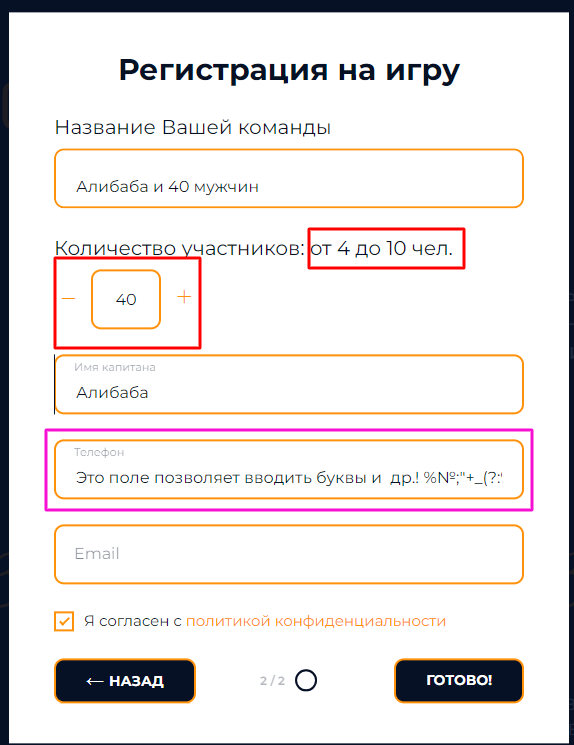 Регистрация на игру
Название Вашей команды
Алибаба и 40 мужчин
Количество участников: от 4 до 10 чел.
– 40 +
Имя капитана
Алибаба
Телефон
Это поле позволяет вводить буквы и др.! %№;"+_(?:
Email
Я согласен с политикой конфиденциальности
← НАЗАД
2 / 2
ГОТОВО!